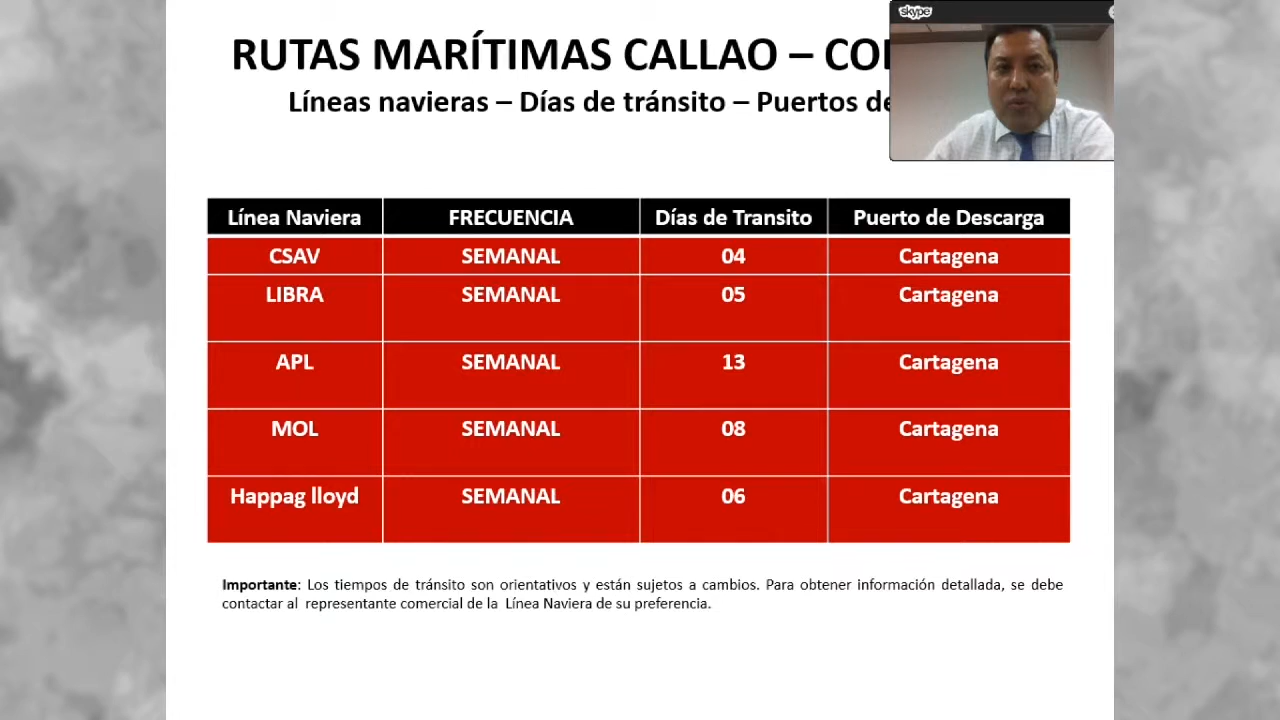 skype
RUTAS MARÍTIMAS CALLAO –
Líneas navieras – Días de tránsito – Puertos
Línea Naviera FRECUENCIA Días de Transito Puerto de Descarga
CSAV SEMANAL 04 Cartagena
LIBRA SEMANAL 05 Cartagena
APL SEMANAL 13 Cartagena
MOL SEMANAL 08 Cartagena
Happag lloyd SEMANAL 06 Cartagena
Importante: Los tiempos de tránsito son orientativos y están sujetos a cambios. Para obtener información detallada, se debe
contactar al representante comercial de la Línea Naviera de su preferencia.